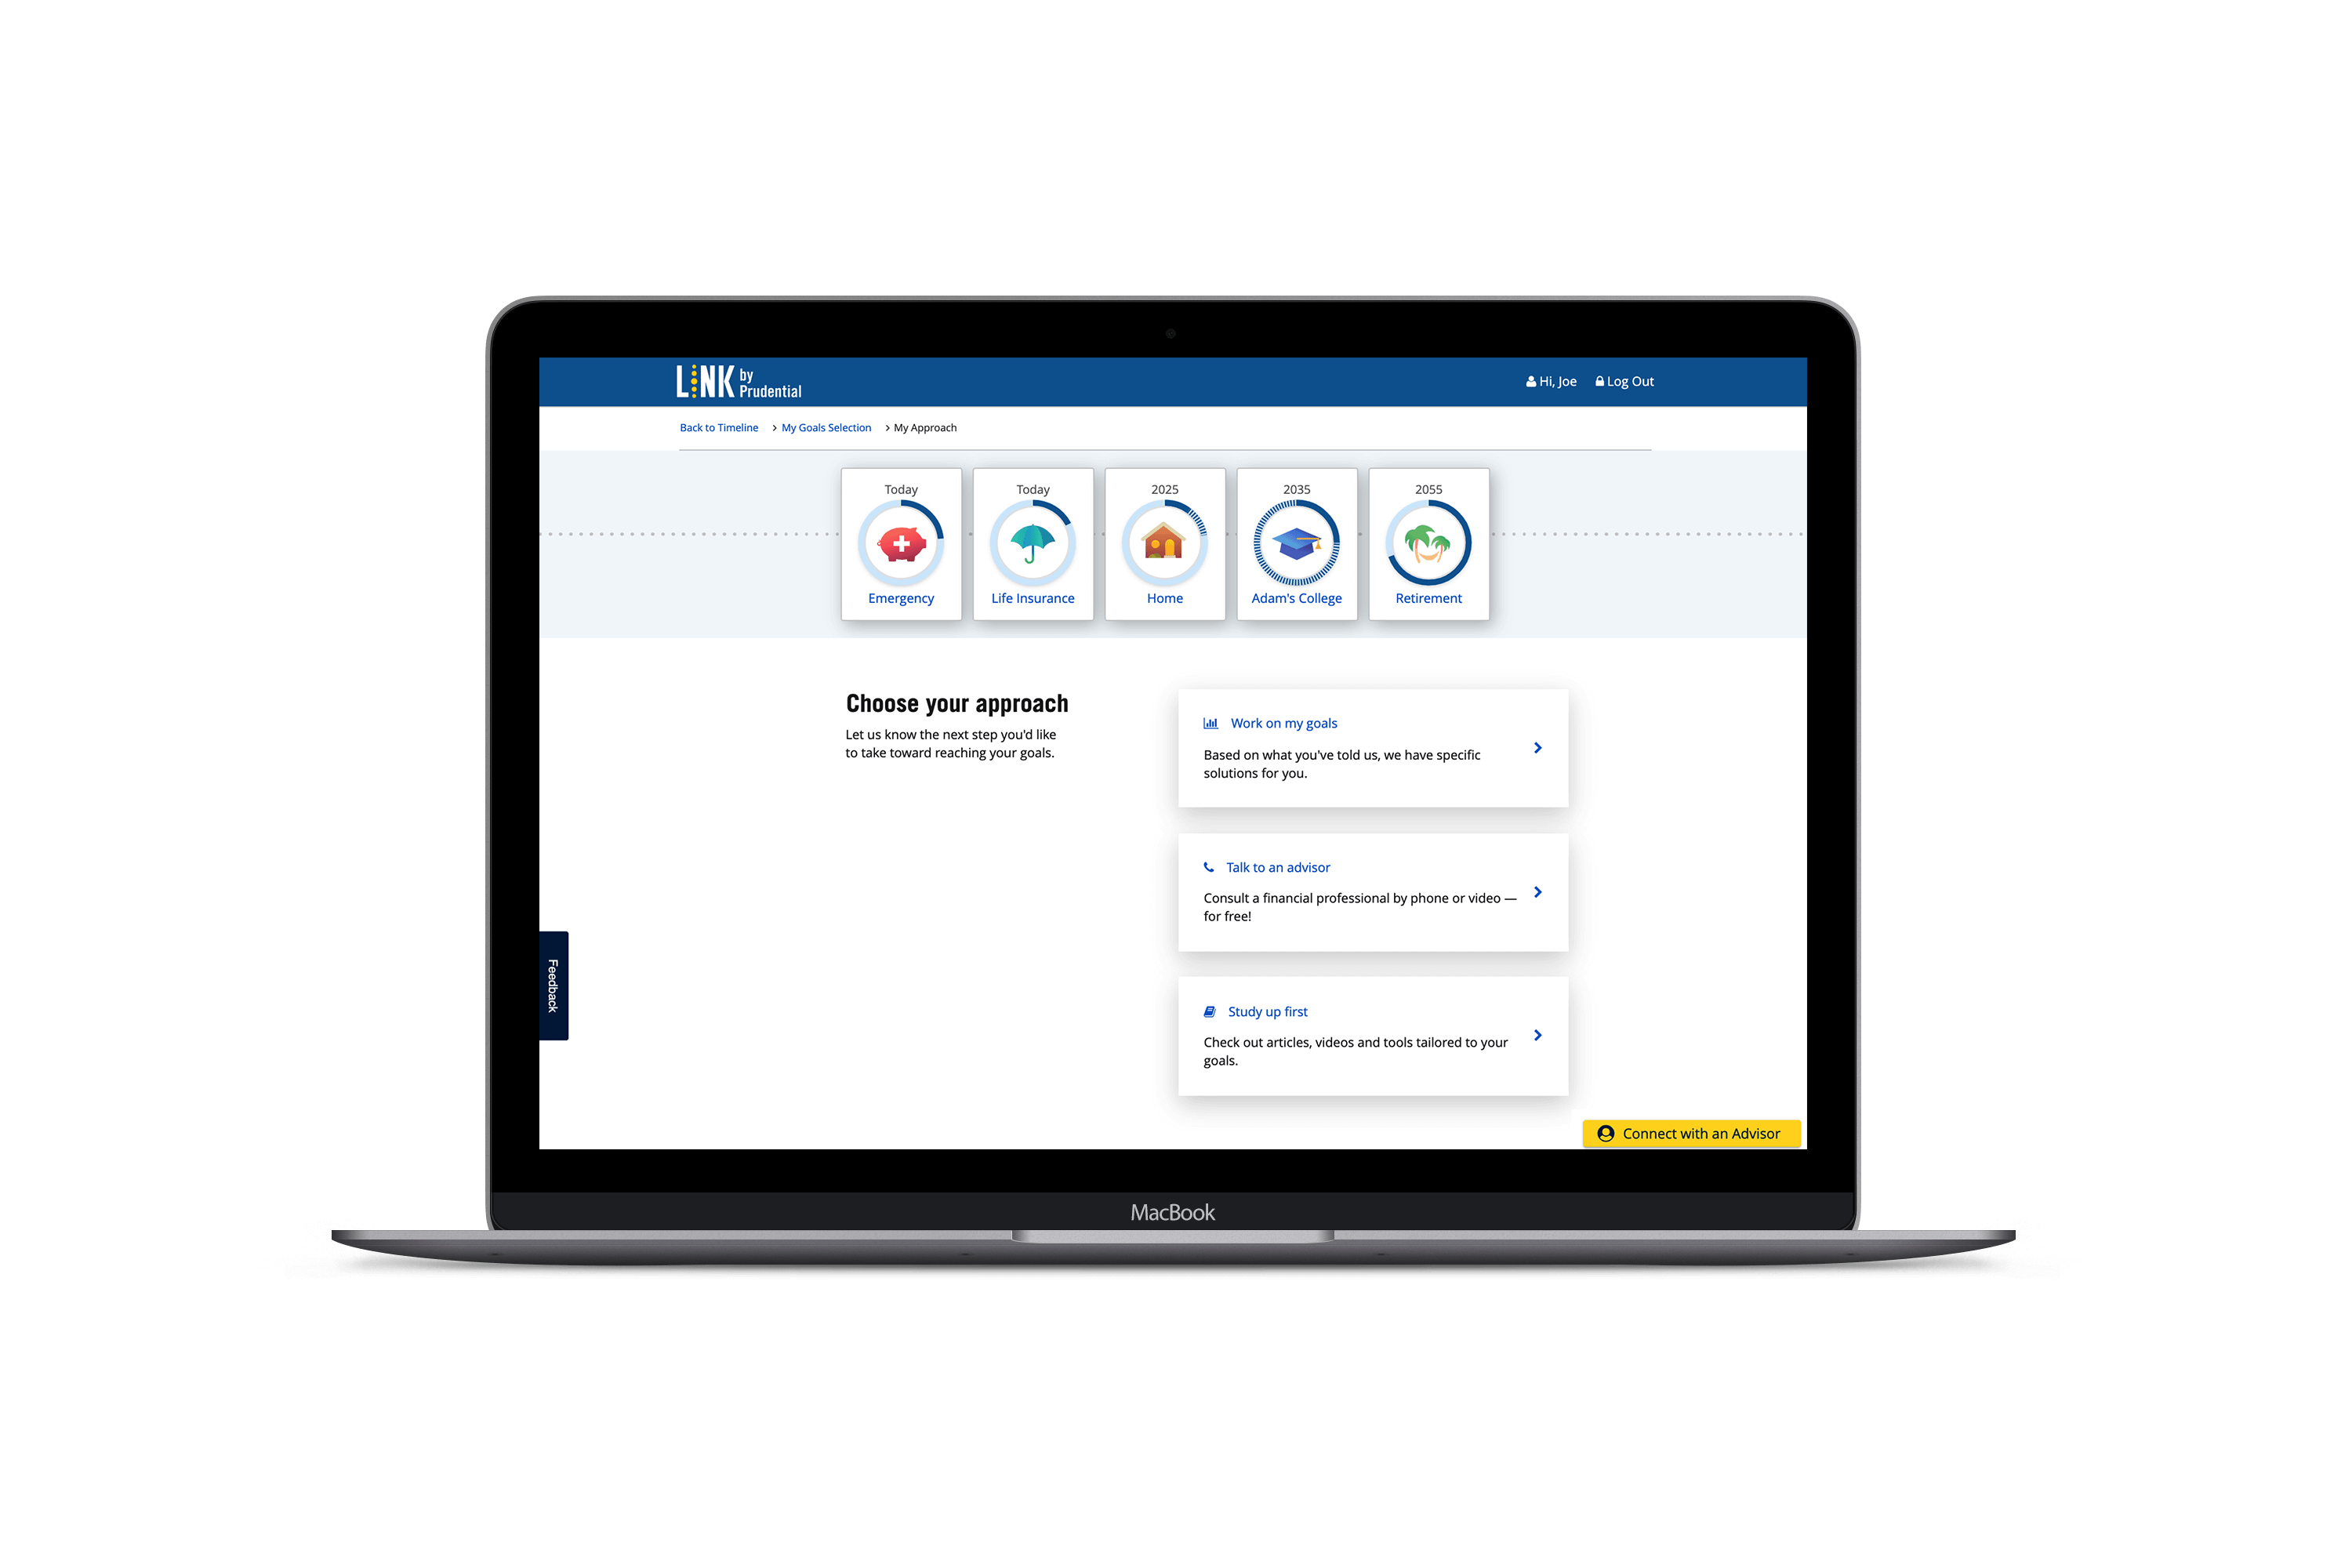 LINK by Prudential
Hi, Joe
Log Out
Back to Timeline > My Goals Selection > My Approach
Today
Emergency
Today
Life Insurance
2025
Home
2035
Adam's College
2055
Retirement
Choose your approach
Let us know the next step you'd like
to take toward reaching your goals.
Work on my goals
Based on what you've told us, we have specific
solutions for you.
Talk to an advisor
Consult a financial professional by phone or video —
for free!
Study up first
Check out articles, videos and tools tailored to your
goals.
Feedback
Connect with an Advisor
MacBook